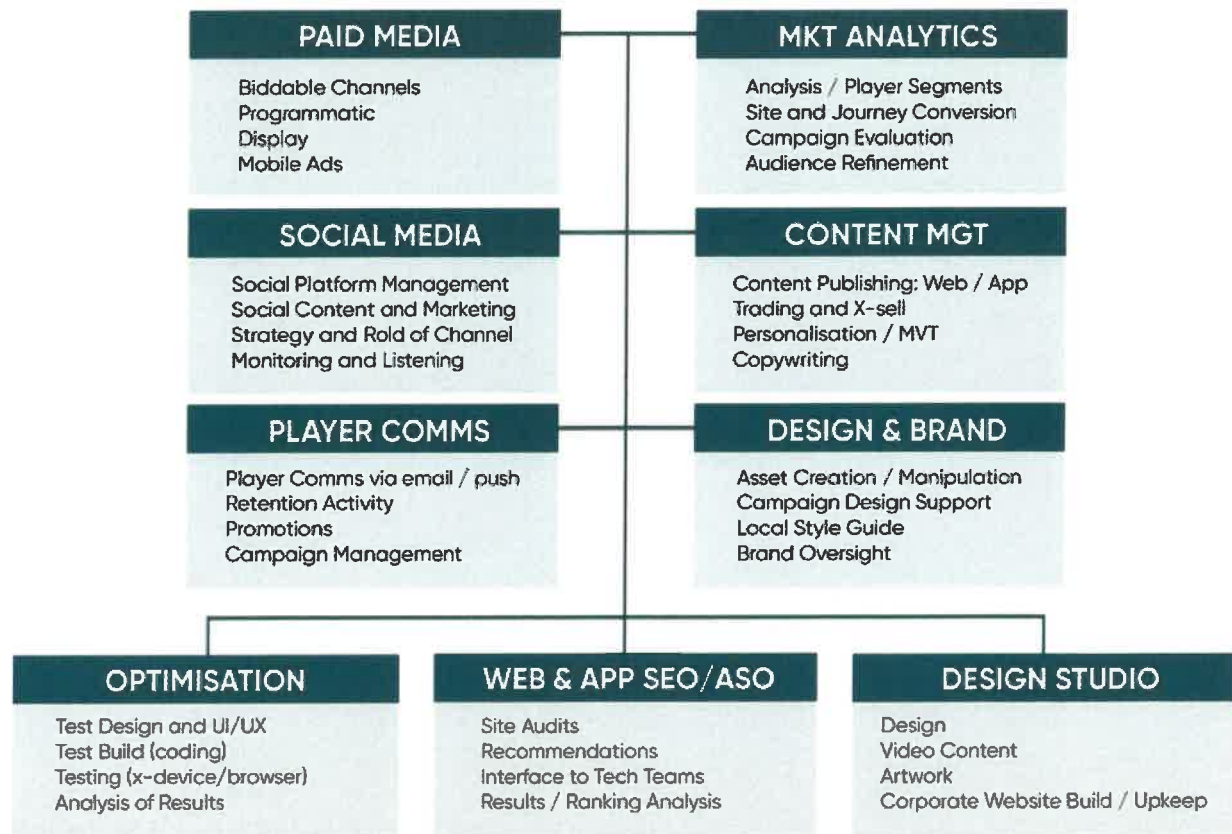 PAID MEDIA
Biddable Channels
Programmatic
Display
Mobile Ads
MKT ANALYTICS
Analysis / Player Segments
Site and Journey Conversion
Campaign Evaluation
Audience Refinement
SOCIAL MEDIA
Social Platform Management
Social Content and Marketing
Strategy and Rold of Channel
Monitoring and Listening
CONTENT MGT
Content Publishing: Web / App
Trading and X-sell
Personalisation / MVT
Copywriting
PLAYER COMMS
Player Comms via email / push
Retention Activity
Promotions
Campaign Management
DESIGN & BRAND
Asset Creation / Manipulation
Campaign Design Support
Local Style Guide
Brand Oversight
OPTIMISATION
Test Design and UI/UX
Test Build (coding)
Testing (x-device/browser)
Analysis of Results
WEB & APP SEO/ASO
Site Audits
Recommendations
Interface to Tech Teams
Results / Ranking Analysis
DESIGN STUDIO
Design
Video Content
Artwork
Corporate Website Build / Upkeep